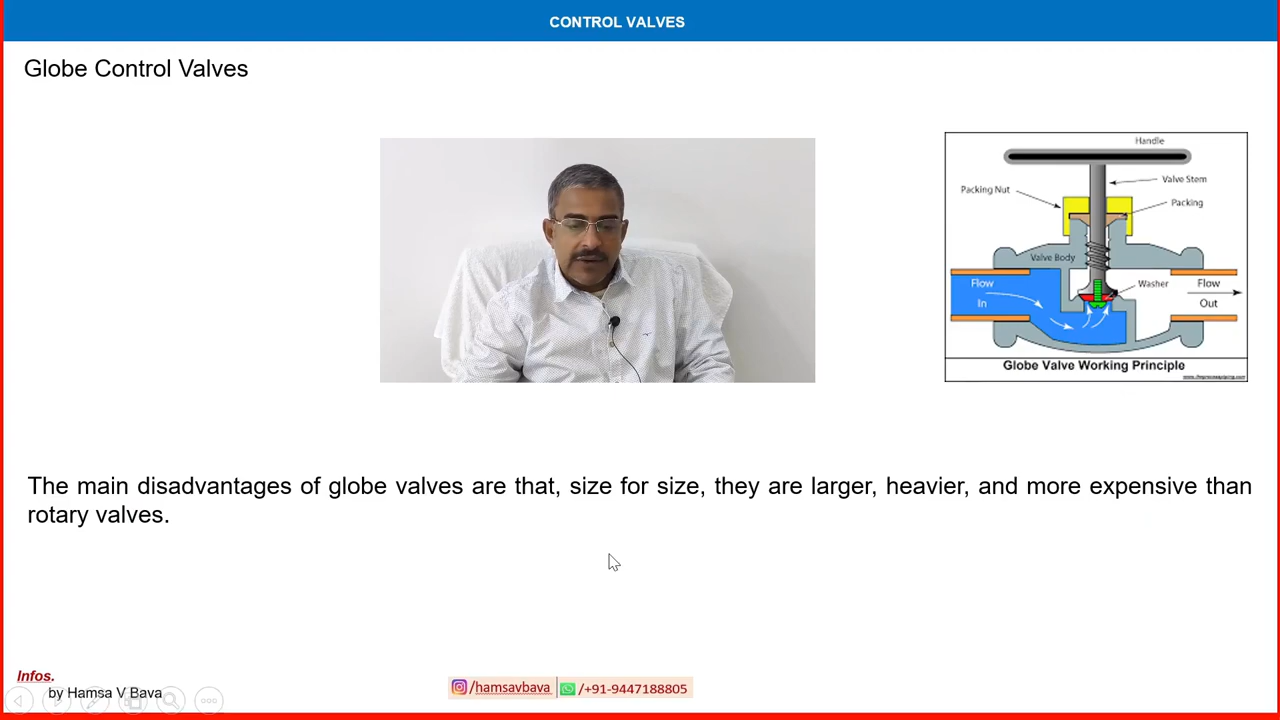 CONTROL VALVES
Globe Control Valves
Handle
Valve Stem
Packing Nut
Packing
Valve Body
Washer
Flow
In
Flow
Out
Globe Valve Working Principle
The main disadvantages of globe valves are that, size for size, they are larger, heavier, and more expensive than
rotary valves.
Infos.
by Hamsa V Bava
/hamsavbava
/+91-9447188805